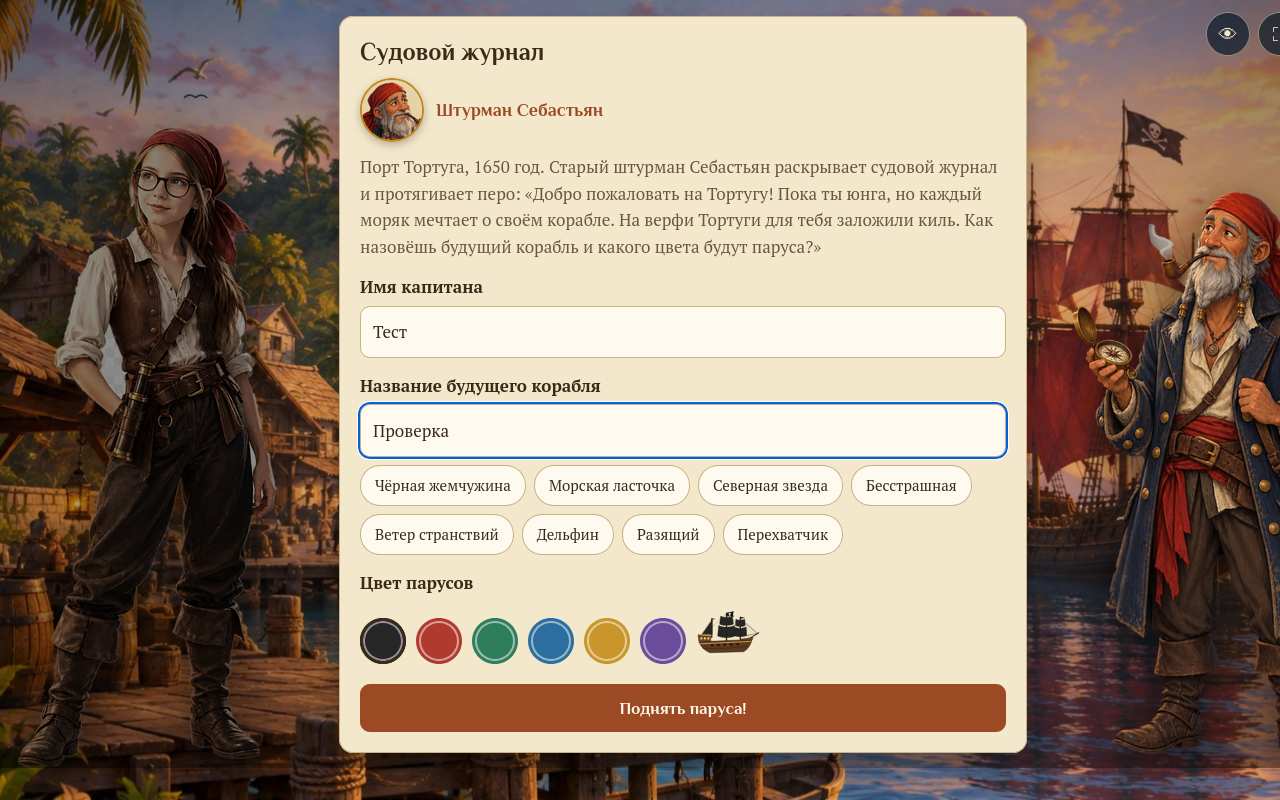 Судовой журнал
Штурман Себастьян
Порт Тортуга, 1650 год. Старый штурман Себастьян раскрывает судовой журнал
и протягивает перо: «Добро пожаловать на Тортугу! Пока ты юнга, но каждый
моряк мечтает о своём корабле. На верфи Тортуги для тебя заложили киль. Как
назовёшь будущий корабль и какого цвета будут паруса?»
Имя капитана
Тест
Название будущего корабля
Проверка
Чёрная жемчужина Морская ласточка Северная звезда Бесстрашная
Ветер странствий Дельфин Разящий Перехватчик
Цвет парусов
Поднять паруса!